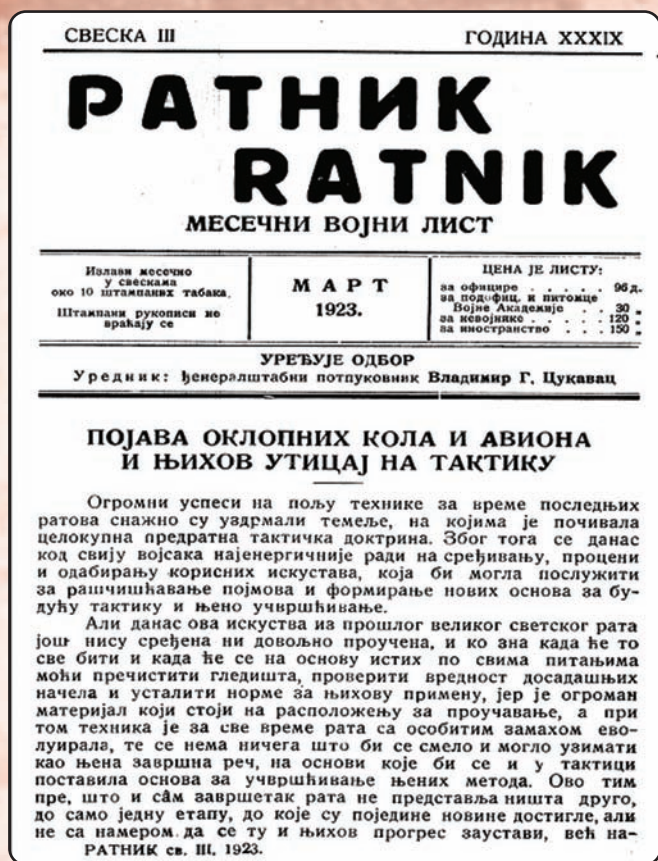 СВЕСКА III ГОДИНА XXXIX
РАТНИК
RATNIK
МЕСЕЧНИ ВОЈНИ ЛИСТ
Излази месечно
у свескама
око 10 штампаних табака.
Штампани рукописи не
враћају се
МАРТ
1923.
ЦЕНА ЈЕ ЛИСТУ:
за официре . . . . . 96 д.
за подофиц. и питомце
Војне Академије . . 30 „
за невојнике . . . . . 120 „
за иностранство . . . 150 „
УРЕЂУЈЕ ОДБОР
Уредник: ђенералштабни потпуковник Владимир Г. Цукавац
ПОЈАВА ОКЛОПНИХ КОЛА И АВИОНА
И ЊИХОВ УТИЦАЈ НА ТАКТИКУ
Огромни успеси на пољу технике за време последњих
ратова снажно су уздрмали темеље, на којима је почивала
целокупна предратна тактичка доктрина. Због тога се данас
код свију војсака најенергичније ради на сређивању, процени
и одабирању корисних искустава, која би могла послужити
за рашчишћавање појмова и формирање нових основа за бу-
дућу тактику и њено учвршћивање.
Али данас ова искуства из прошлог великог светског рата
још нису сређена ни довољно проучена, и ко зна када ће то
све бити и када ће се на основу истих по свима питањима
моћи пречистити гледишта, проверити вредност досадашњих
начела и усталити норме за њихову примену, јер је огроман
материјал који стоји на расположењу за проучавање, а при
том техника је за све време рата са особитим замахом ево-
луирала, те се нема ничега што би се смело и могло узимати
као њена завршна реч, на основи које би се и у тактици
поставила основа за учвршћивање њених метода. Ово тим
пре, што и са̂м завршетак рата не представља ништа друго,
до само једну етапу, до које су поједине новине достигле, али
не са намером да се ту и њихов прогрес заустави, већ на-
РАТНИК св. III, 1923.